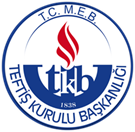 T.C. M.E.B.
tkb
1838
TEFTİŞ KURULU BAŞKANLIĞI